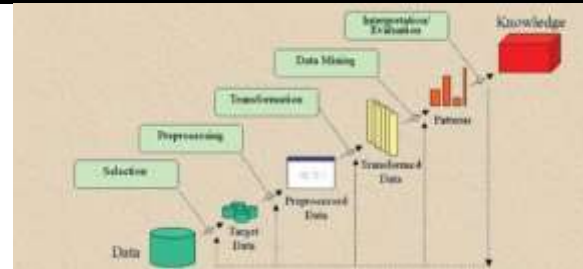 Interpretation/
Evaluation
Knowledge
Data Mining
Transformation
Patterns
Preprocessing
Transformed
Data
Selection
Preprocessed
Data
Target
Data
Data